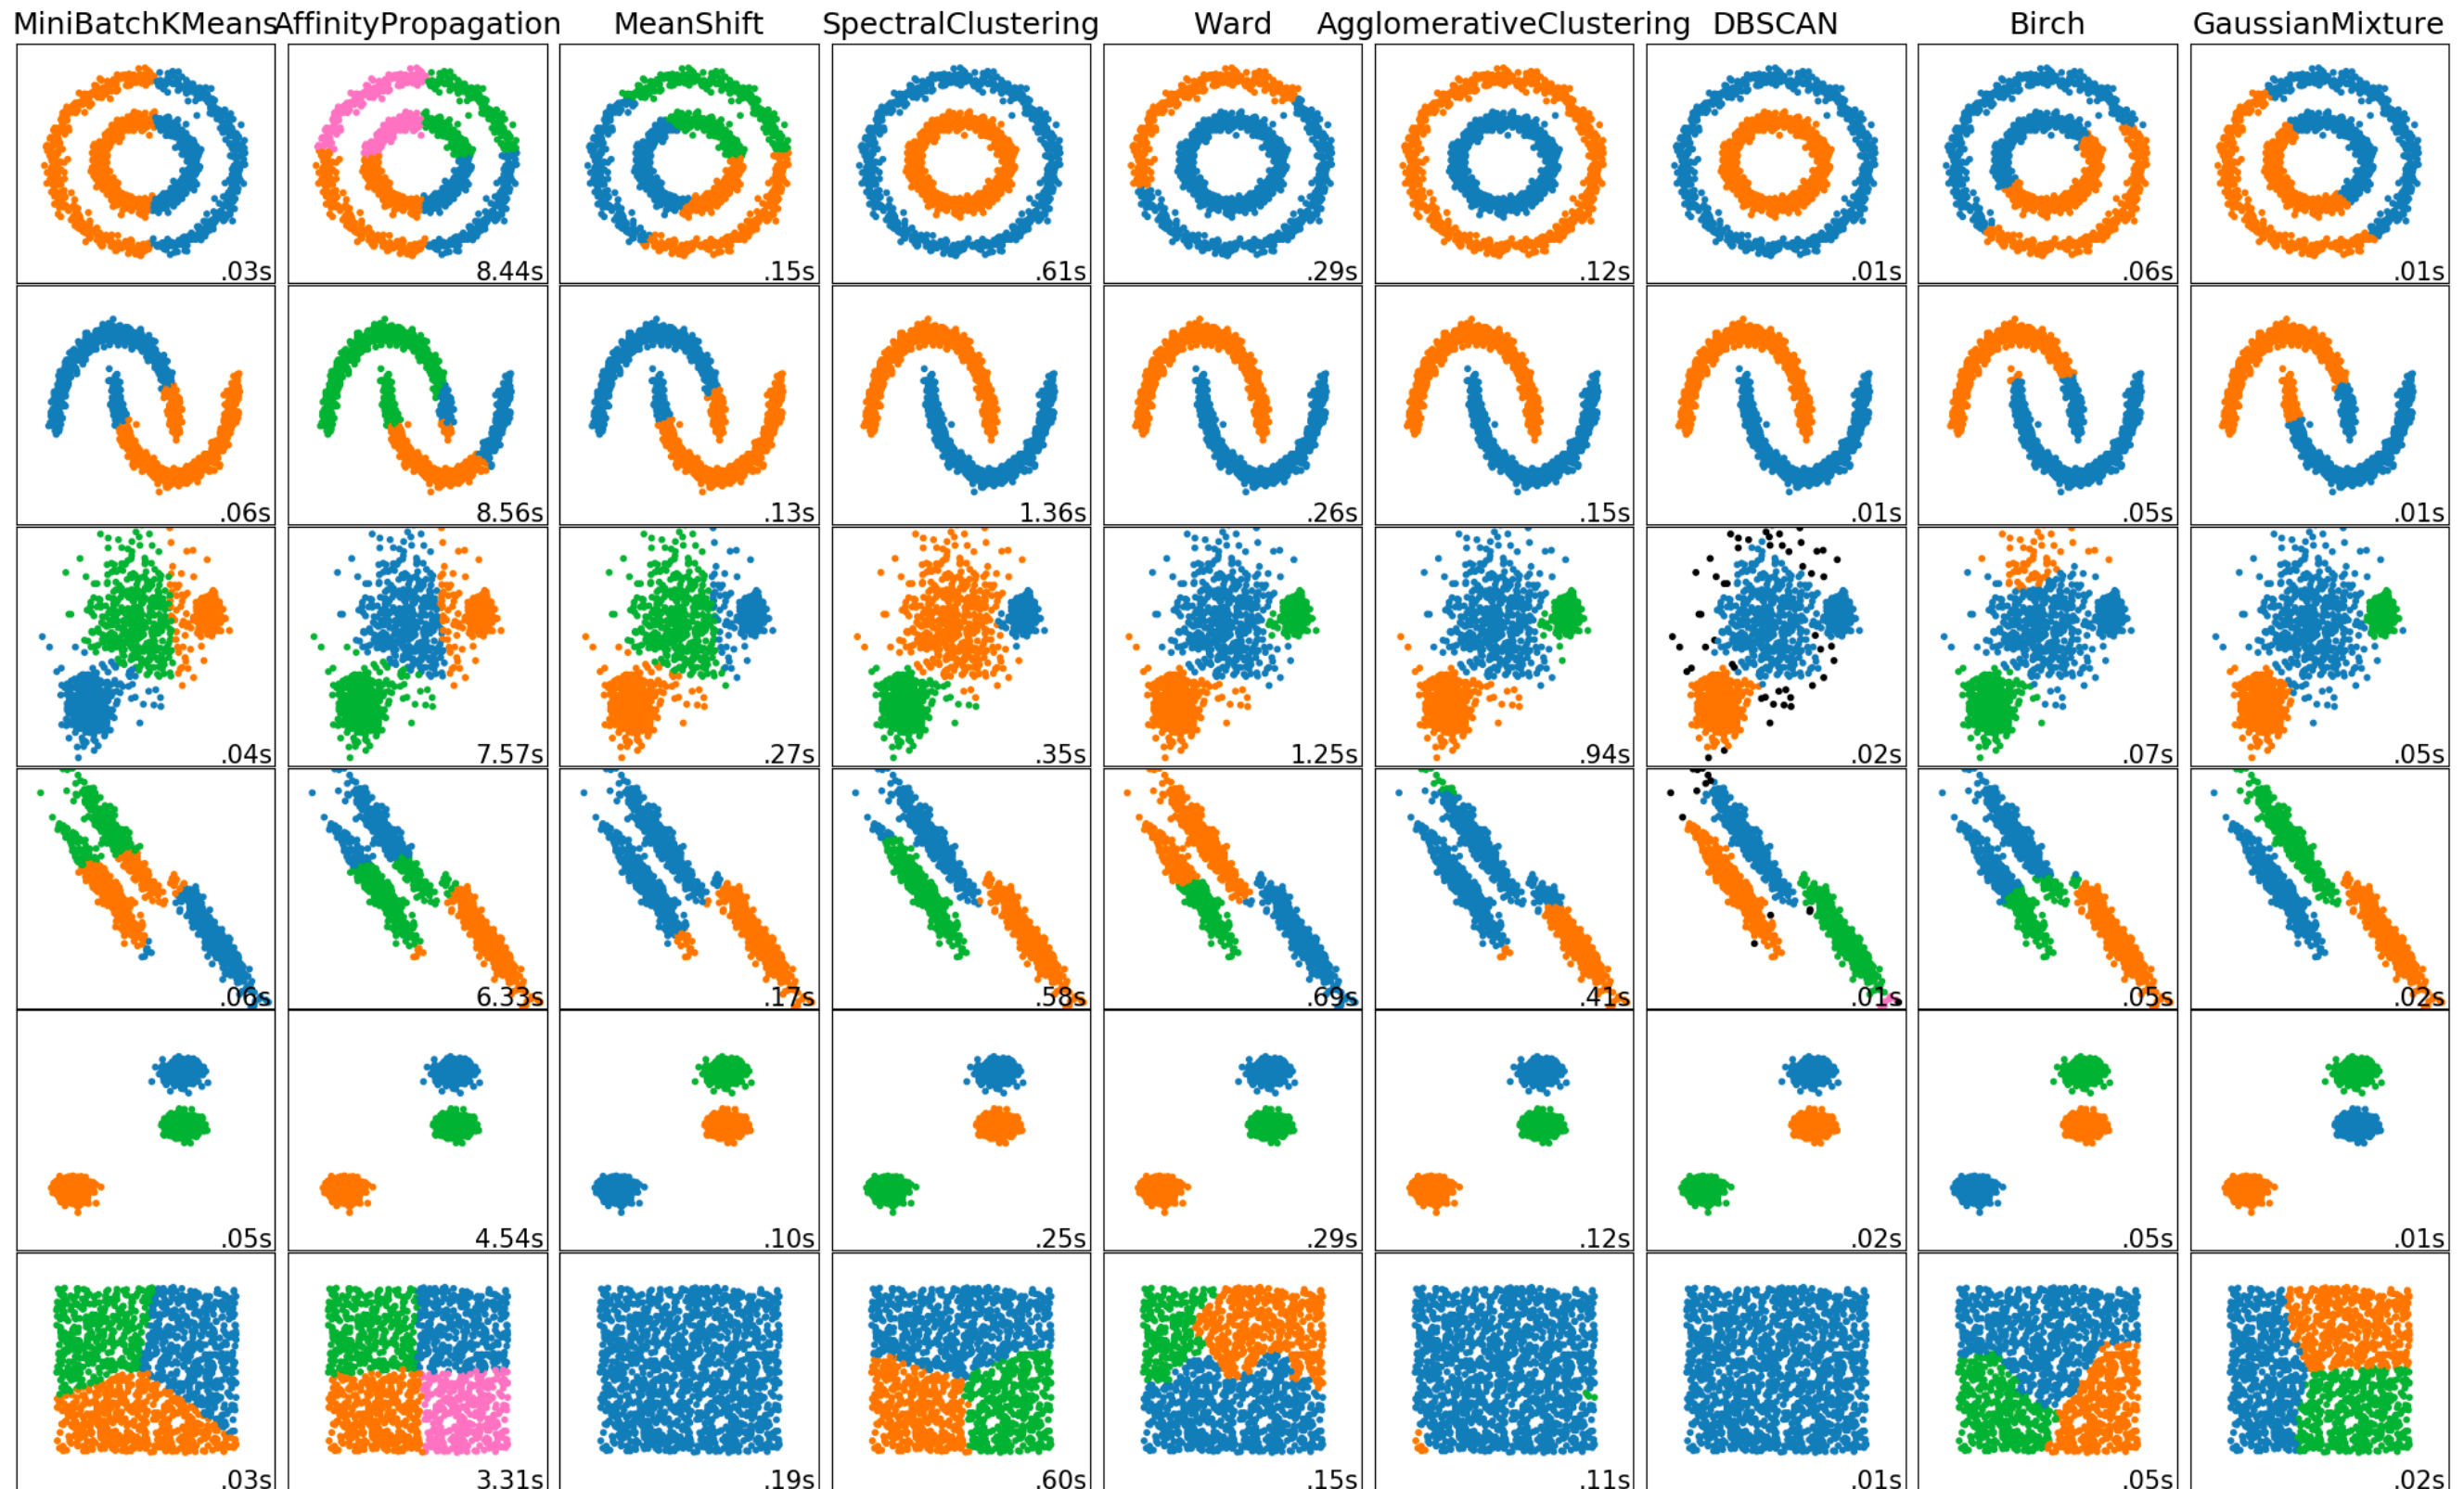 MiniBatchKMeans AffinityPropagation MeanShift SpectralClustering Ward AgglomerativeClustering DBSCAN Birch GaussianMixture
.03s 8.44s .15s .61s .29s .12s .01s .06s .01s
.06s 8.56s .13s 1.36s .26s .15s .01s .05s .01s
.04s 7.57s .27s .35s 1.25s .94s .02s .07s .05s
.06s 6.33s .17s .58s .69s .41s .01s .05s .02s
.05s 4.54s .10s .25s .29s .12s .02s .05s .01s
.03s 3.31s .19s .60s .15s .11s .01s .05s .02s